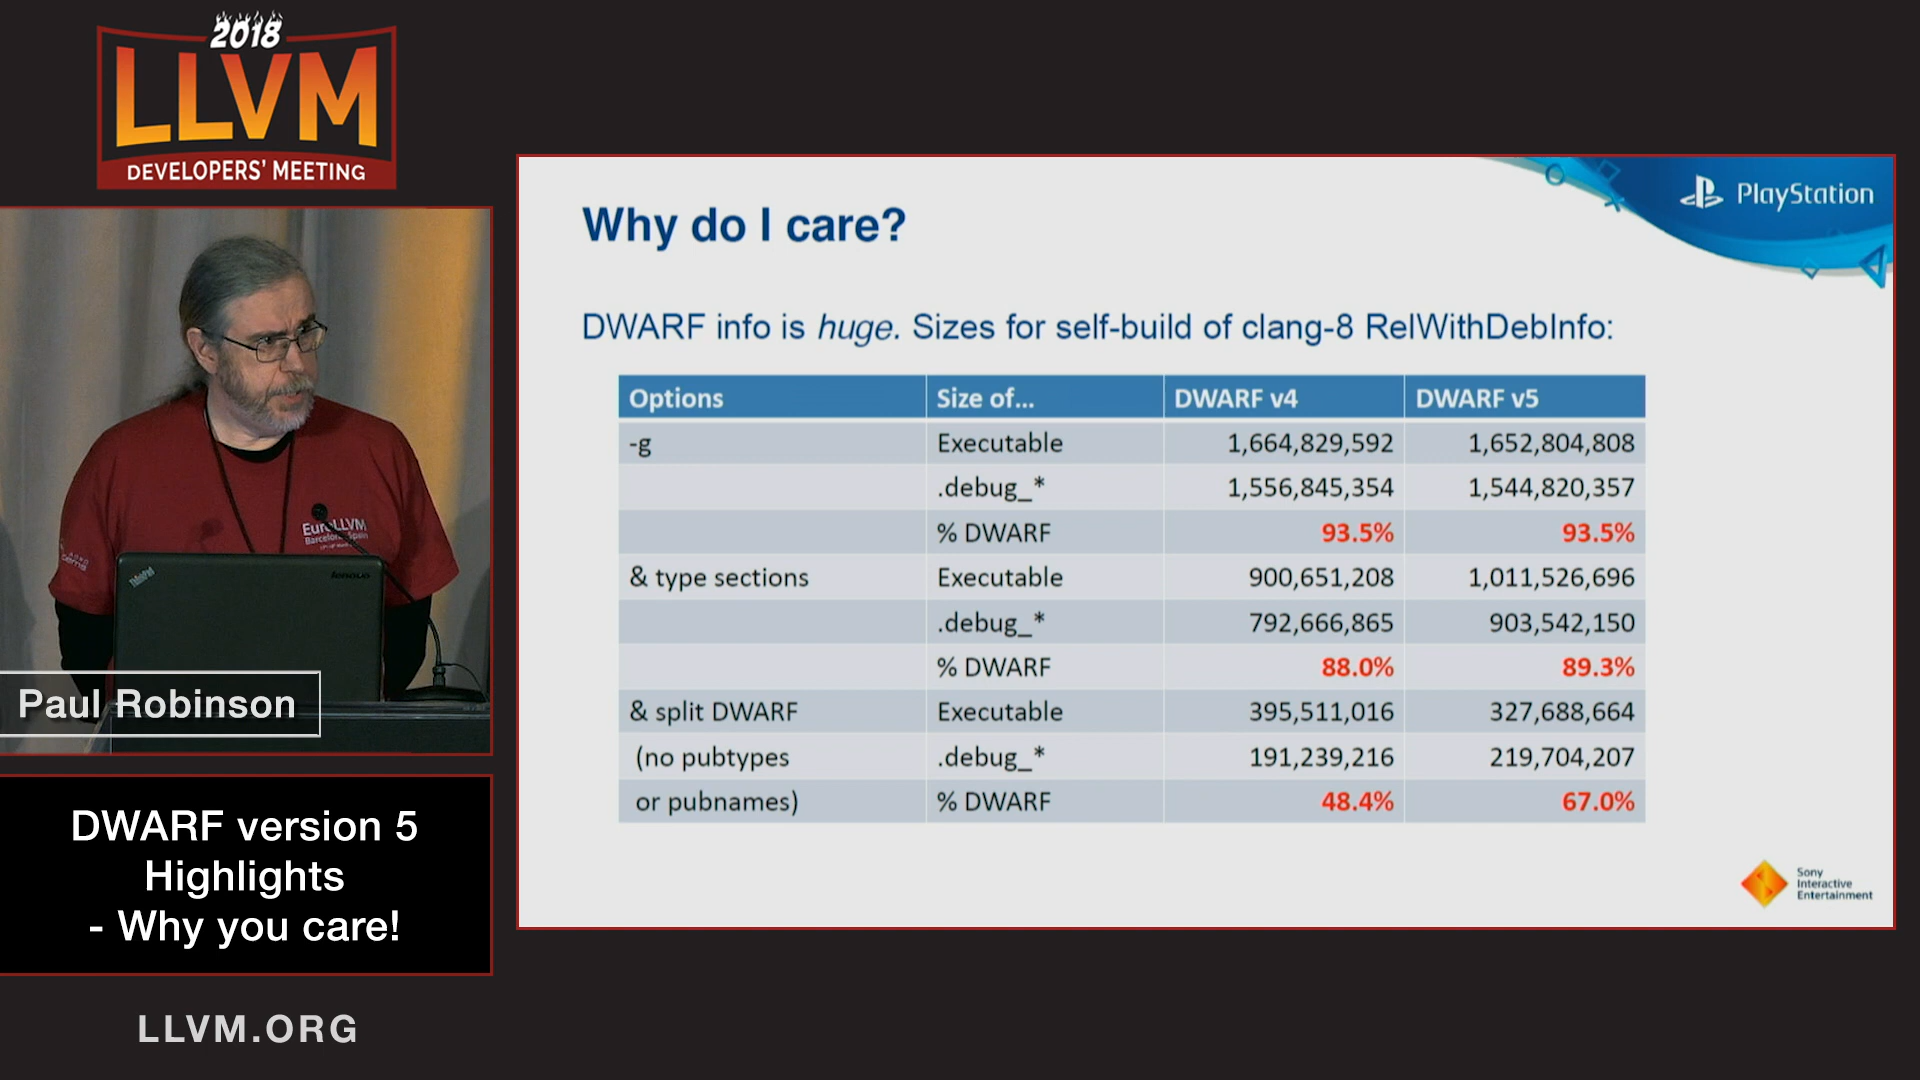 2018
LLVM
DEVELOPERS' MEETING
PlayStation
Why do I care?
DWARF info is huge. Sizes for self-build of clang-8 RelWithDebInfo:
Options Size of... DWARF v4 DWARF v5
-g Executable 1,664,829,592 1,652,804,808
.debug_* 1,556,845,354 1,544,820,357
% DWARF 93.5% 93.5%
& type sections Executable 900,651,208 1,011,526,696
.debug_* 792,666,865 903,542,150
% DWARF 88.0% 89.3%
& split DWARF Executable 395,511,016 327,688,664
(no pubtypes .debug_* 191,239,216 219,704,207
or pubnames) % DWARF 48.4% 67.0%
Sony
Interactive
Entertainment
EuroLLVM
Barcelona, Spain
ThinkPad
lenovo
Paul Robinson
DWARF version 5
Highlights
- Why you care!
LLVM.ORG